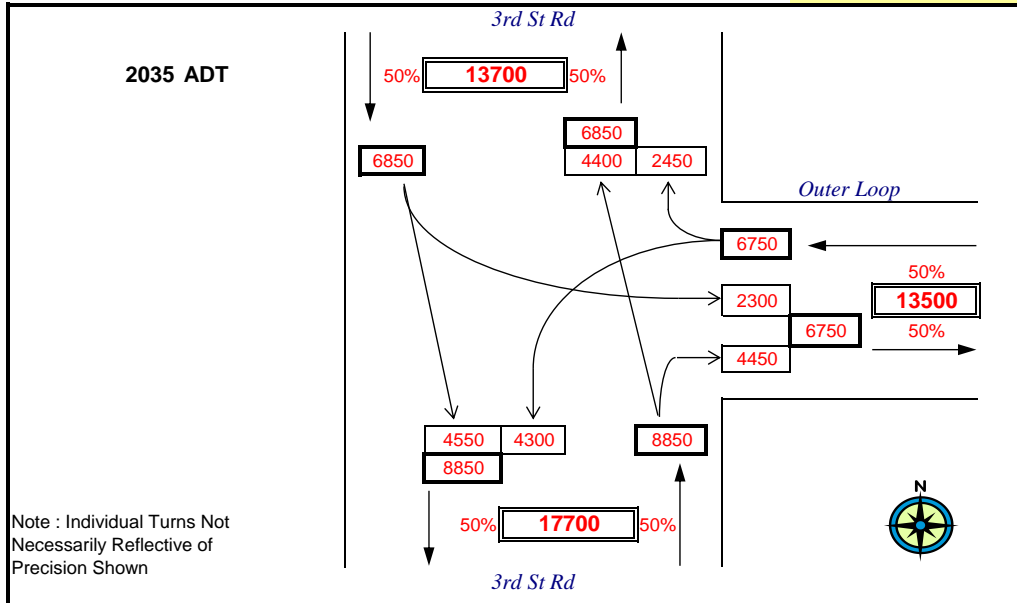 3rd St Rd
2035 ADT
50% 13700 50%
6850
6850
4400 2450
Outer Loop
6750
50%
2300
13500
6750
50%
4450
4550 4300
8850
8850
N
Note : Individual Turns Not
Necessarily Reflective of
Precision Shown
50% 17700 50%
3rd St Rd